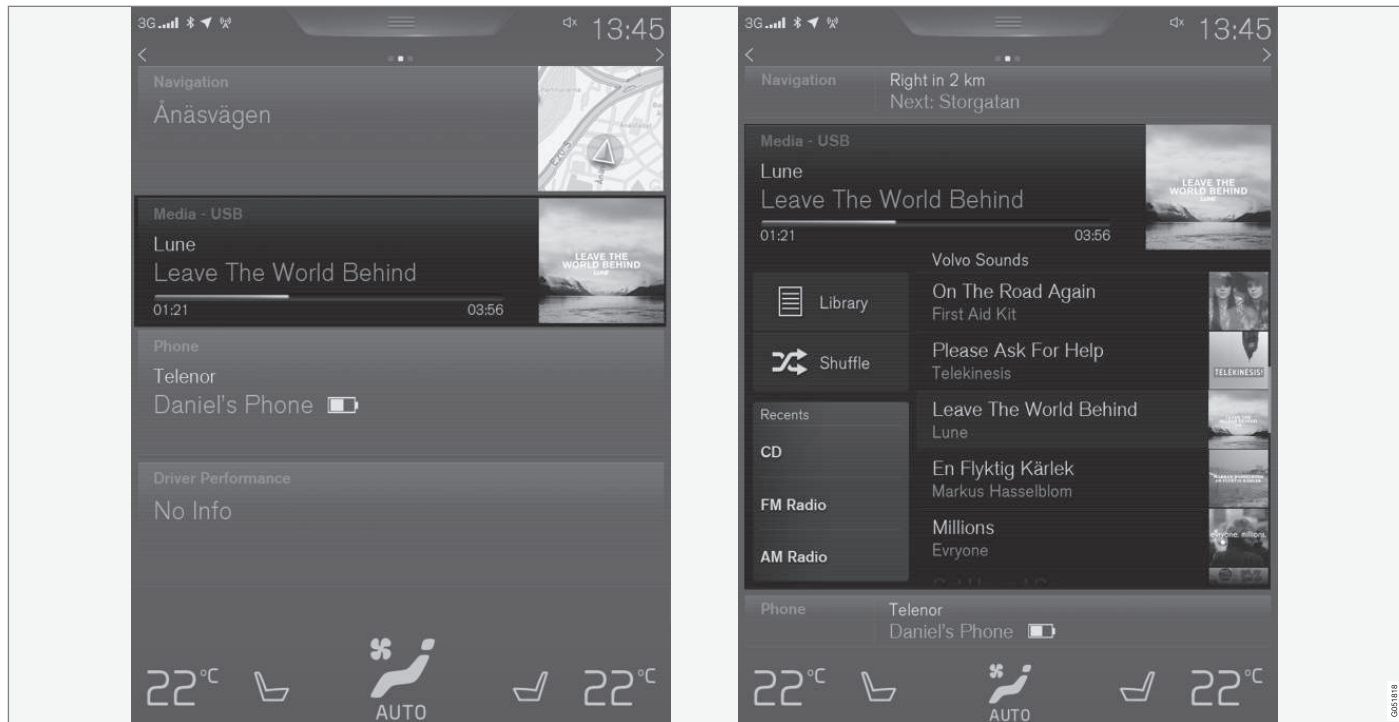 3G
13:45
Navigation
Ånäsvägen
Media - USB
Lune
Leave The World Behind
01:21 03:56
LEAVE THE
WORLD BEHIND
LUNE
Phone
Telenor
Daniel's Phone
Driver Performance
No Info
22°C
AUTO
22°C
3G
13:45
Navigation
Right in 2 km
Next: Storgatan
Media - USB
Lune
Leave The World Behind
01:21 03:56
LEAVE THE
WORLD BEHIND
LUNE
Volvo Sounds
Library
Shuffle
Recents
CD
FM Radio
AM Radio
On The Road Again
First Aid Kit
Please Ask For Help
Telekinesis
TELEKINESIS!
Leave The World Behind
Lune
En Flyktig Kärlek
Markus Hasselblom
Millions
Evryone
evryone. millions.
Phone
Telenor
Daniel's Phone
22°C
AUTO
22°C
G051818